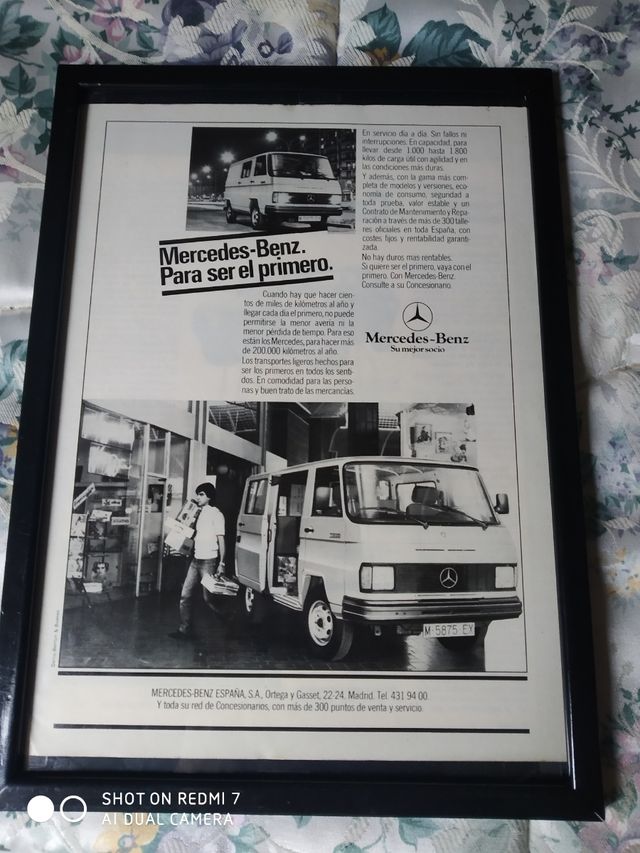 En servicio día a día. Sin fallos ni
interrupciones. En capacidad, para
llevar desde 1.000 hasta 1.800
kilos de carga útil con agilidad y en
las condiciones más duras.
Y además, con la gama más com-
pleta de modelos y versiones, eco-
nomía de consumo, seguridad a
toda prueba, valor estable y un
Contrato de Mantenimiento y Repa-
ración a través de más de 300 talle-
res oficiales en toda España, con
costes fijos y rentabilidad garanti-
zada.
No hay duros mas rentables.
Si quiere ser el primero, vaya con el
primero. Con Mercedes-Benz.
Consulte a su Concesionario.
Mercedes-Benz
Su mejor socio
Mercedes-Benz.
Para ser el primero.
Cuando hay que hacer cien-
tos de miles de kilómetros al año y
llegar cada día el primero, no puede
permitirse la menor avería ni la
menor pérdida de tiempo. Para eso
están los Mercedes, para hacer más
de 200.000 kilómetros al año.
Los transportes ligeros hechos para
ser los primeros en todos los senti-
dos. En comodidad para las perso-
nas y buen trato de las mercancías.
M-5875-EY
MERCEDES-BENZ ESPAÑA, S.A., Ortega y Gasset, 22-24. Madrid. Tel. 431 94 00.
Y toda su red de Concesionarios, con más de 300 puntos de venta y servicio.
SHOT ON REDMI 7
AI DUAL CAMERA